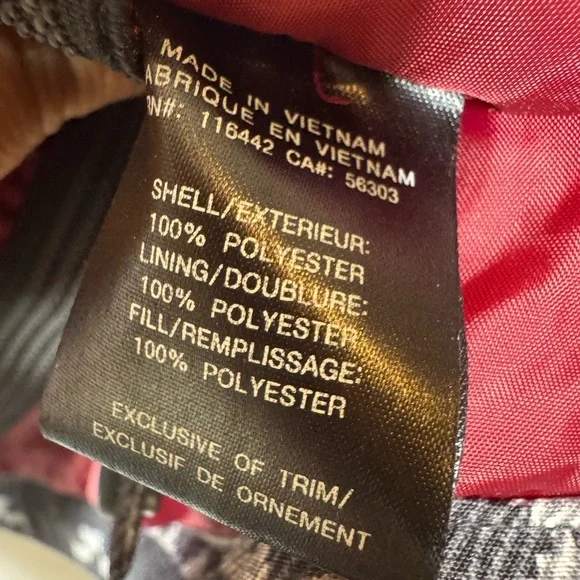 MADE IN VIETNAM
ABRIQUE EN VIETNAM
RN#: 116442 CA#: 56303
SHELL/EXTERIEUR:
100% POLYESTER
LINING/DOUBLURE:
100% POLYESTER
FILL/REMPLISSAGE:
100% POLYESTER
EXCLUSIVE OF TRIM/
EXCLUSIF DE ORNEMENT